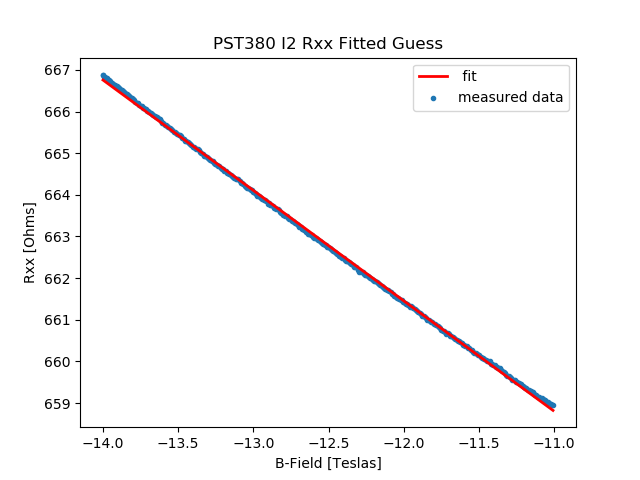 PST380 I2 Rxx Fitted Guess
fit
measured data
667
666
665
664
663
662
661
660
659
Rxx [Ohms]
−14.0 −13.5 −13.0 −12.5 −12.0 −11.5 −11.0
B-Field [Teslas]